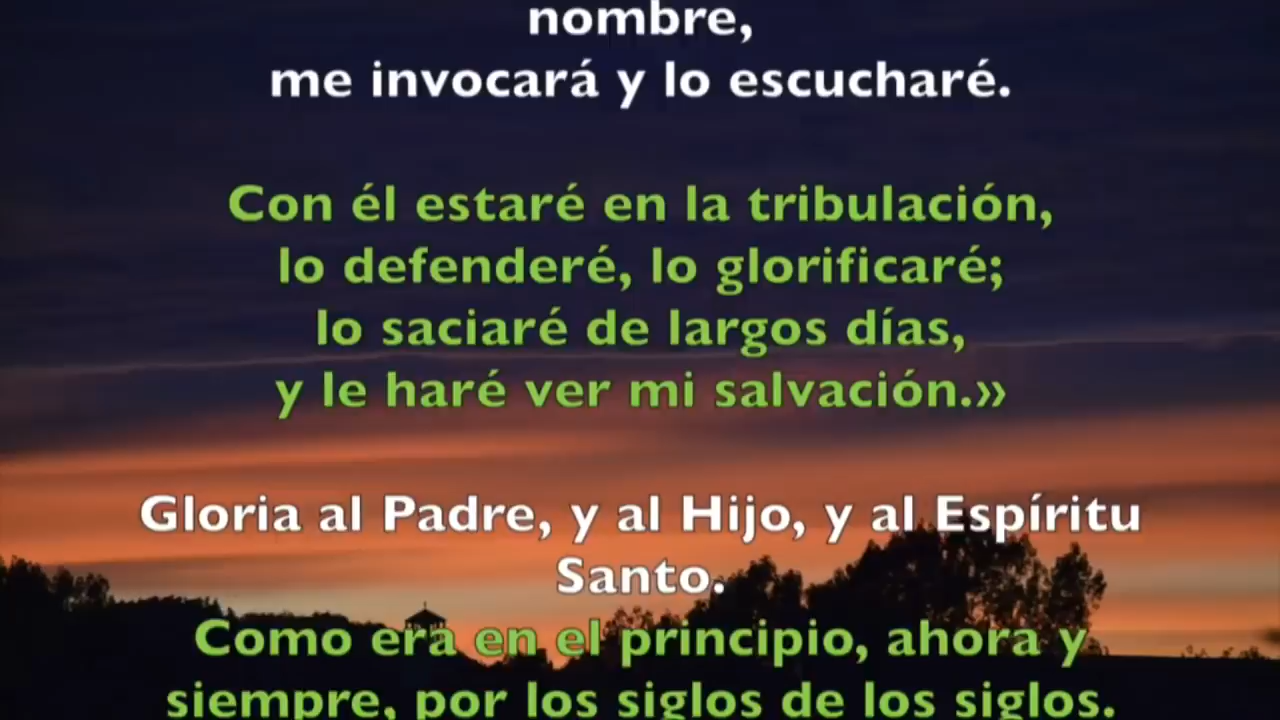 nombre,
me invocará y lo escucharé.
Con él estaré en la tribulación,
lo defenderé, lo glorificaré;
lo saciaré de largos días,
y le haré ver mi salvación.»
Gloria al Padre, y al Hijo, y al Espíritu
Santo.
Como era en el principio, ahora y
siempre, por los siglos de los siglos.